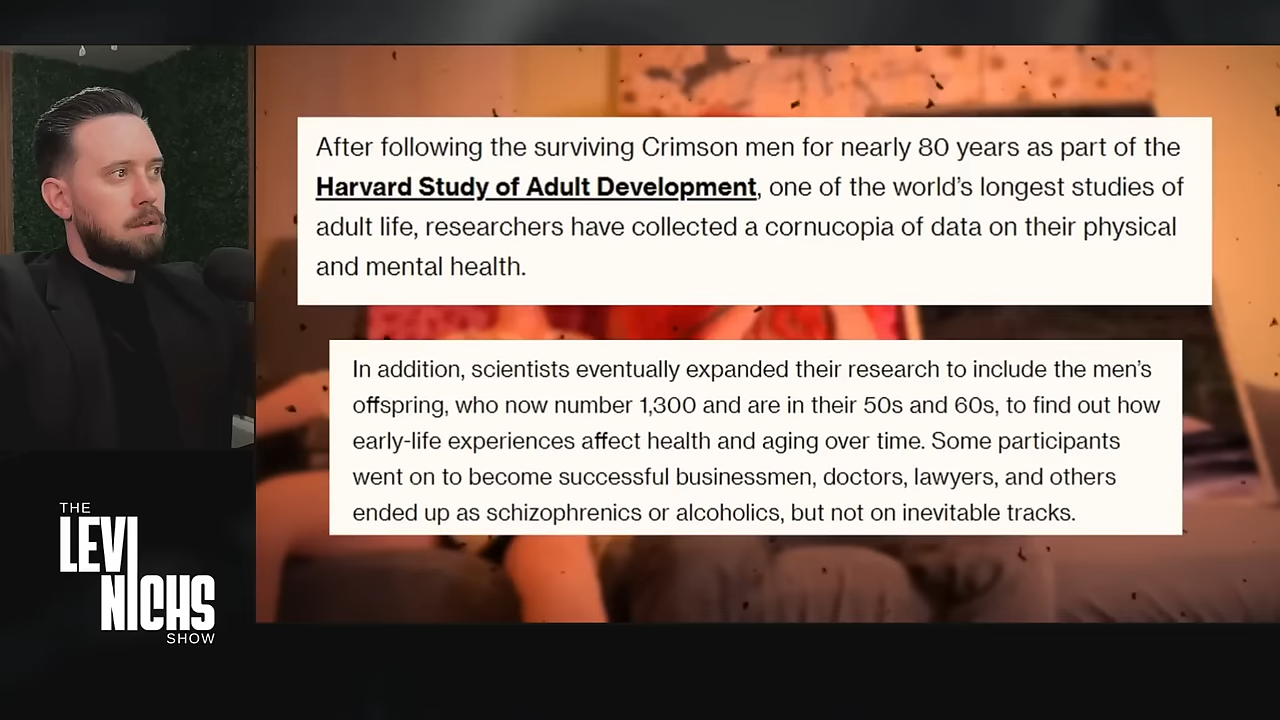 After following the surviving Crimson men for nearly 80 years as part of the
Harvard Study of Adult Development, one of the world’s longest studies of
adult life, researchers have collected a cornucopia of data on their physical
and mental health.
In addition, scientists eventually expanded their research to include the men’s
offspring, who now number 1,300 and are in their 50s and 60s, to find out how
early-life experiences affect health and aging over time. Some participants
went on to become successful businessmen, doctors, lawyers, and others
ended up as schizophrenics or alcoholics, but not on inevitable tracks.
THE
LEVI
NICHS
SHOW